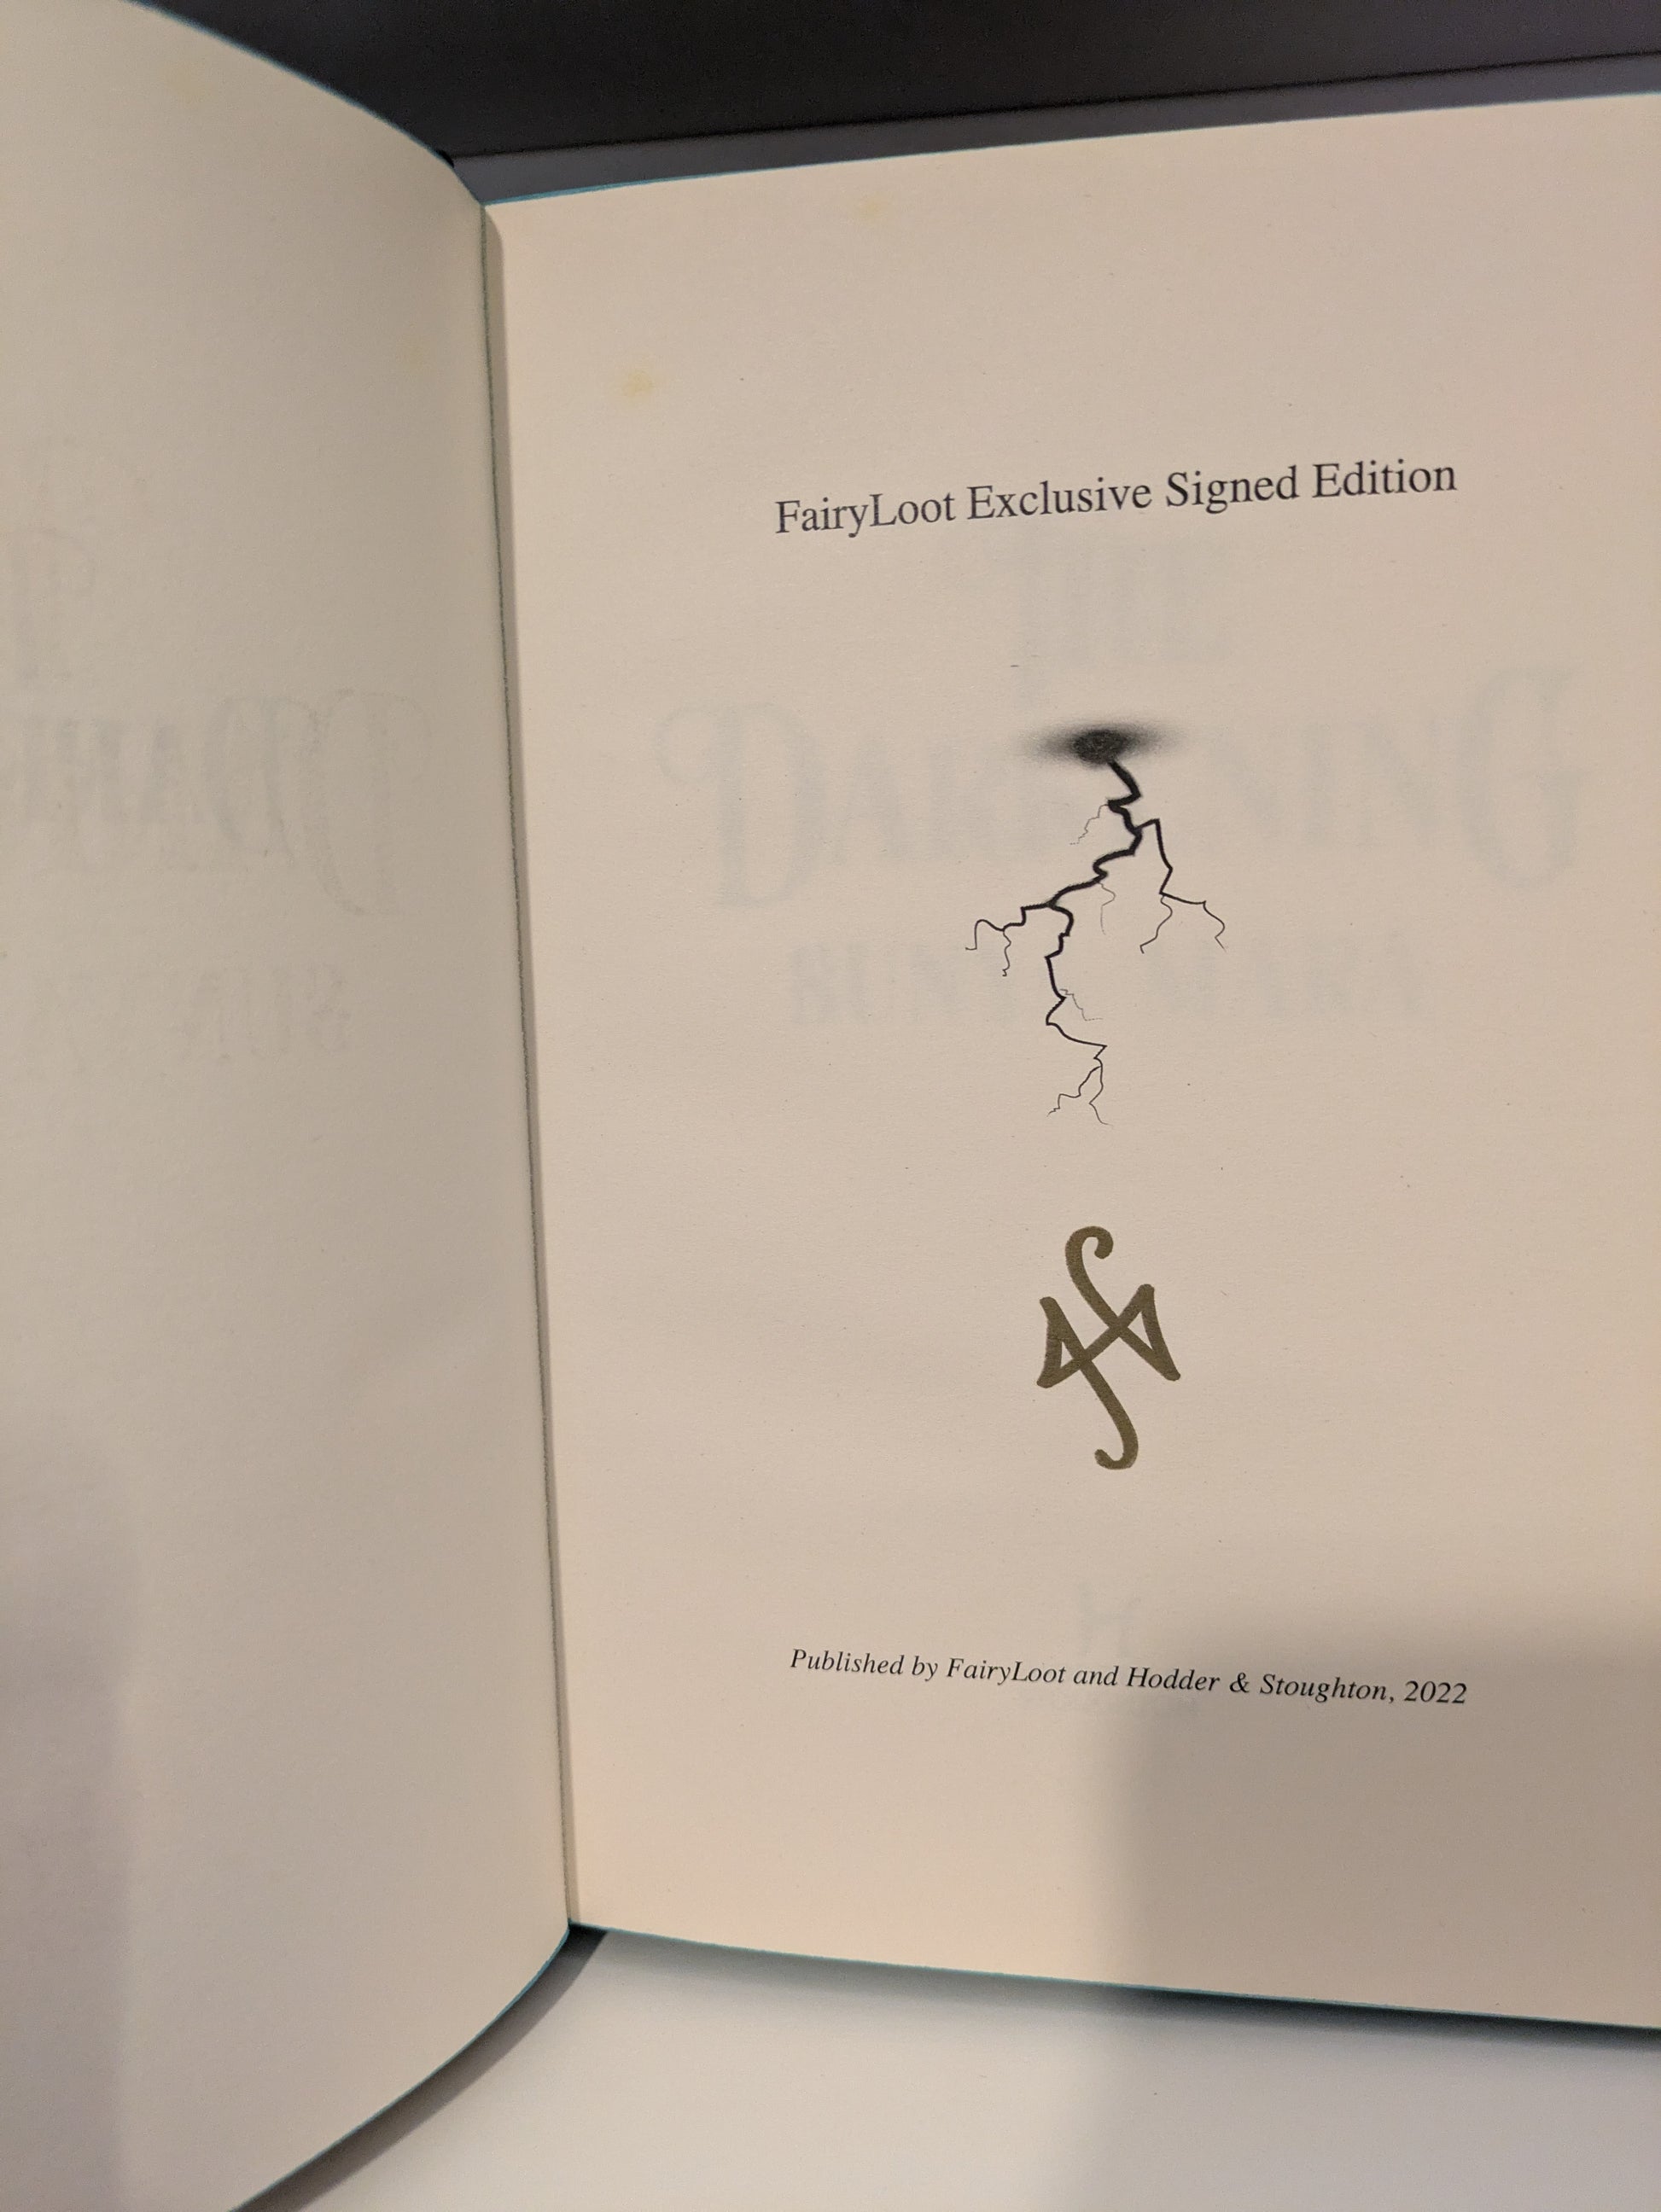 FairyLoot Exclusive Signed Edition
Published by FairyLoot and Hodder & Stoughton, 2022